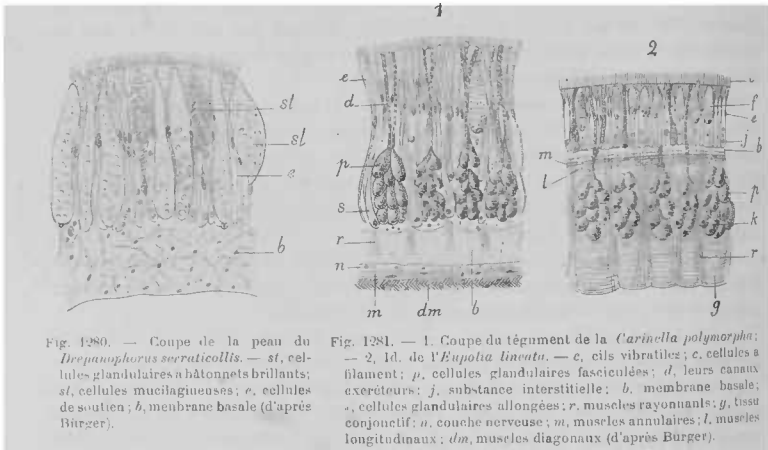 1
2
e
d
p
s
r
n
m
dm
b
sl
sl
e
b
f
e
j
b
m
l
p
k
r
g
Fig. 1280. — Coupe de la peau du
Drepanophorus serraticollis. — sl, cel-
lules glandulaires à bâtonnets brillants;
sl, cellules mucilagineuses; e, cellules
de soutien; b, menbrane basale (d'après
Bürger).
Fig. 1281. — 1. Coupe du tégument de la Carinella polymorpha;
— 2, Id. de l'Eupolia lineata. — c, cils vibratiles; c. cellules à
filament; p, cellules glandulaires fasciculées; d, leurs canaux
excréteurs; j, substance interstitielle; b. membrane basale;
s, cellules glandulaires allongées; r. muscles rayonnants; g, tissu
conjonctif; n. couche nerveuse; m, muscles annulaires; l. muscles
longitudinaux; dm, muscles diagonaux (d'après Burger).